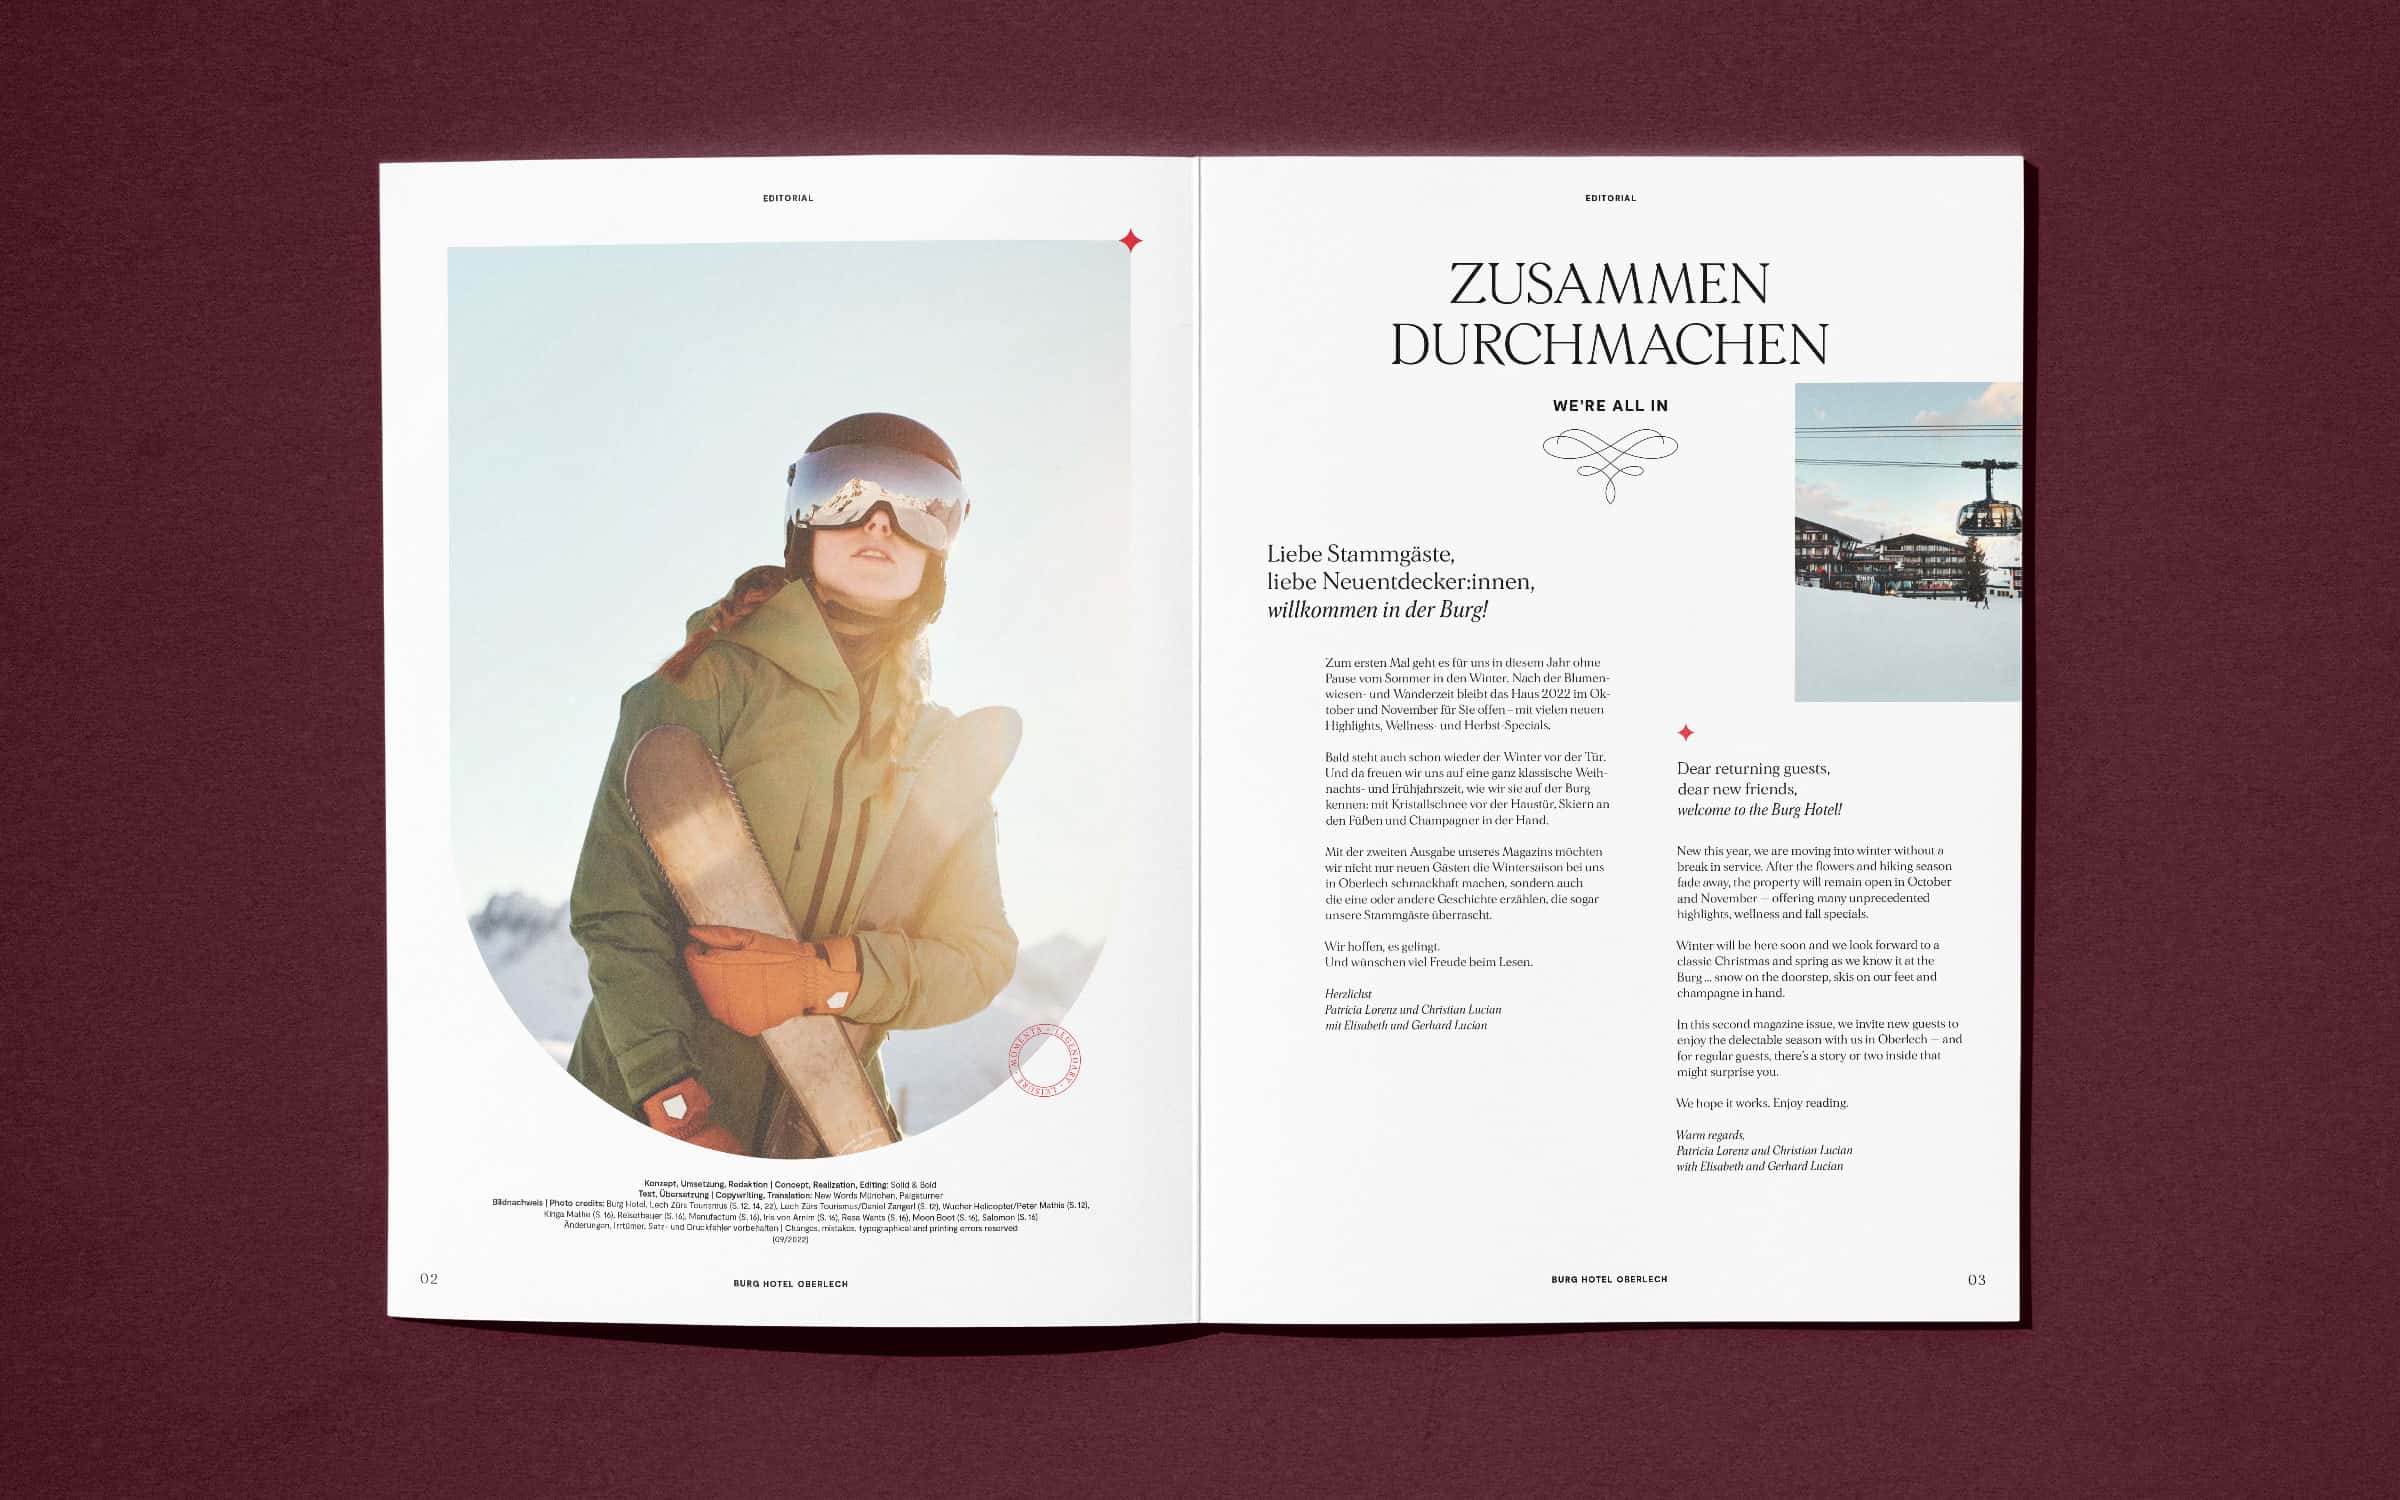 EDITORIAL
MOMENTS · LEGENDARY · LEISURE ·
Konzept, Umsetzung, Redaktion | Concept, Realization, Editing: Solid & Bold
Text, Übersetzung | Copywriting, Translation: New Words München, Paigsturner
Bildnachweis | Photo credits: Burg Hotel, Lech Zürs Tourismus (S. 12, 14, 22), Lech Zürs Tourismus/Daniel Zangerl (S. 12), Wucher Helicopter/Peter Mathis (S. 12),
Kinga Mathe (S. 16), Reisetbauer (S. 16), Manufactum (S. 16), Iris von Arnim (S. 16), Resa Wants (S. 16), Moon Boot (S. 16), Salomon (S. 16)
Änderungen, Irrtümer, Satz- und Druckfehler vorbehalten | Changes, mistakes, typographical and printing errors reserved
(09/2022)
02
BURG HOTEL OBERLECH
EDITORIAL
ZUSAMMEN
DURCHMACHEN
WE'RE ALL IN
Liebe Stammgäste,
liebe Neuentdecker:innen,
willkommen in der Burg!
Zum ersten Mal geht es für uns in diesem Jahr ohne
Pause vom Sommer in den Winter. Nach der Blumen-
wiesen- und Wanderzeit bleibt das Haus 2022 im Ok-
tober und November für Sie offen – mit vielen neuen
Highlights, Wellness- und Herbst-Specials.
Bald steht auch schon wieder der Winter vor der Tür.
Und da freuen wir uns auf eine ganz klassische Weih-
nachts- und Frühjahrszeit, wie wir sie auf der Burg
kennen: mit Kristallschnee vor der Haustür, Skiern an
den Füßen und Champagner in der Hand.
Mit der zweiten Ausgabe unseres Magazins möchten
wir nicht nur neuen Gästen die Wintersaison bei uns
in Oberlech schmackhaft machen, sondern auch
die eine oder andere Geschichte erzählen, die sogar
unsere Stammgäste überrascht.
Wir hoffen, es gelingt.
Und wünschen viel Freude beim Lesen.
Herzlichst
Patricia Lorenz und Christian Lucian
mit Elisabeth und Gerhard Lucian
Dear returning guests,
dear new friends,
welcome to the Burg Hotel!
New this year, we are moving into winter without a
break in service. After the flowers and hiking season
fade away, the property will remain open in October
and November – offering many unprecedented
highlights, wellness and fall specials.
Winter will be here soon and we look forward to a
classic Christmas and spring as we know it at the
Burg ... snow on the doorstep, skis on our feet and
champagne in hand.
In this second magazine issue, we invite new guests to
enjoy the delectable season with us in Oberlech – and
for regular guests, there's a story or two inside that
might surprise you.
We hope it works. Enjoy reading.
Warm regards,
Patricia Lorenz and Christian Lucian
with Elisabeth and Gerhard Lucian
BURG HOTEL OBERLECH
03